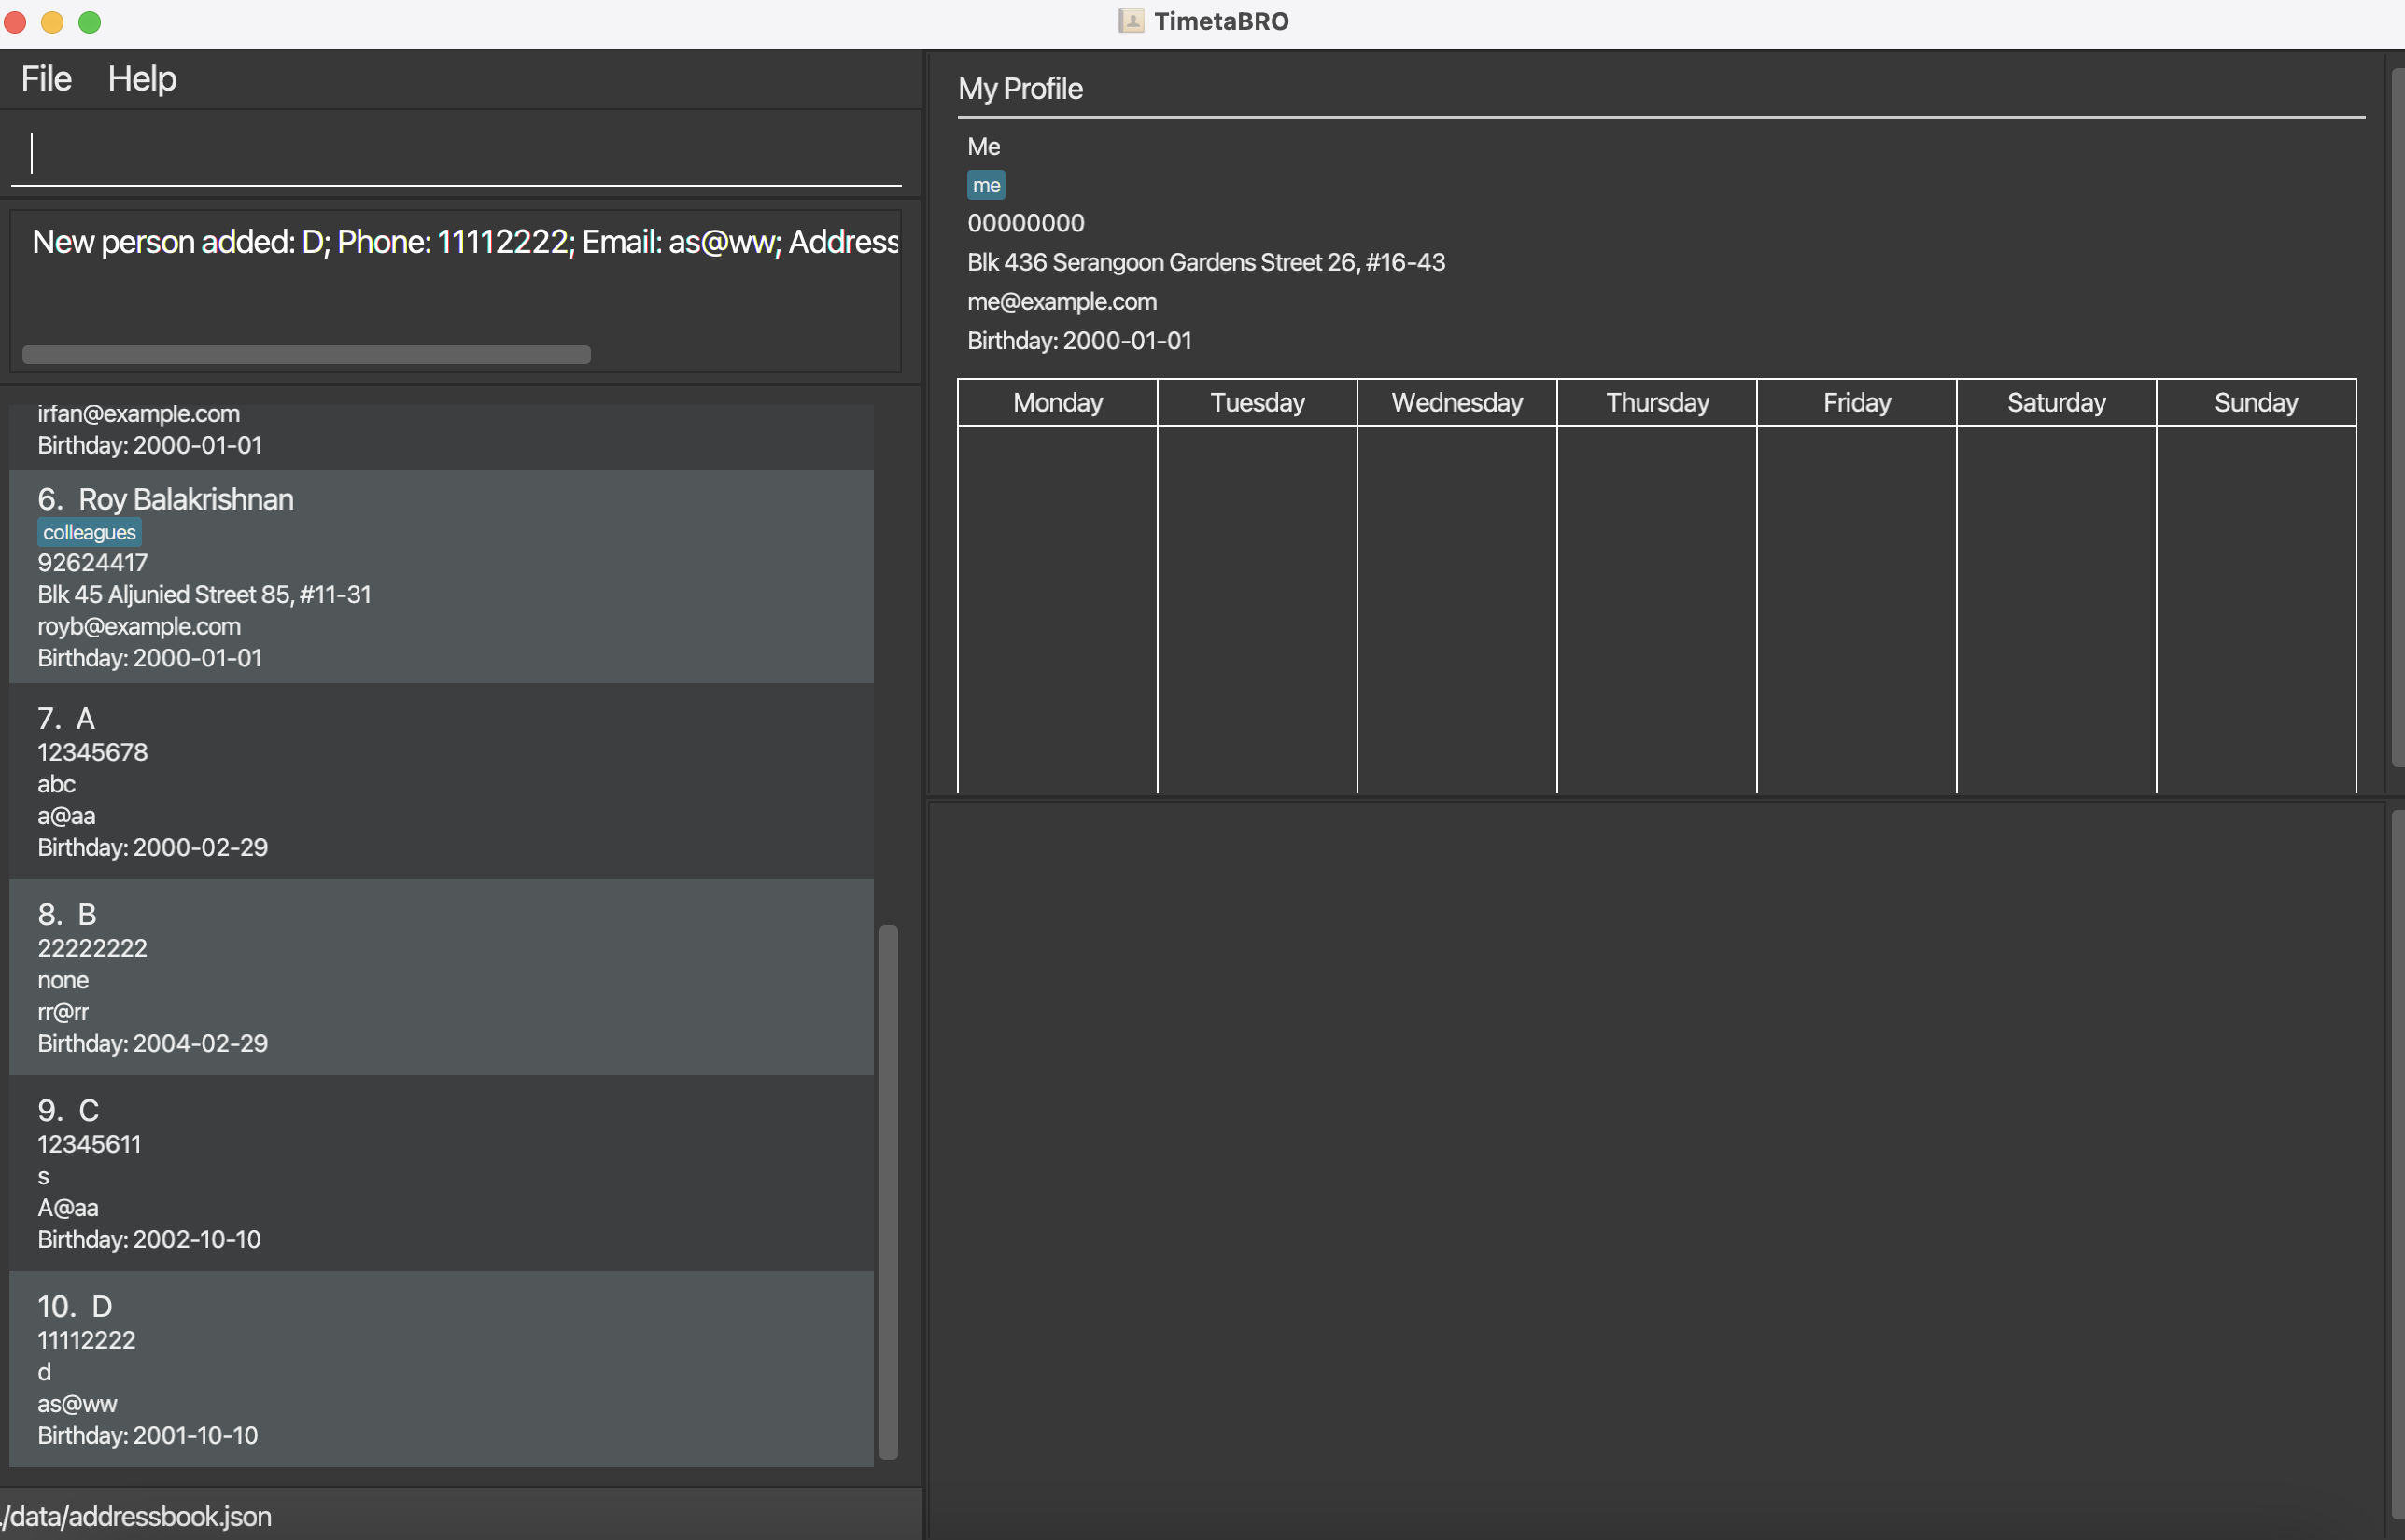 TimetaBRO
File Help
New person added: D; Phone: 11112222; Email: as@ww; Address
irfan@example.com
Birthday: 2000-01-01
6. Roy Balakrishnan
colleagues
92624417
Blk 45 Aljunied Street 85, #11-31
royb@example.com
Birthday: 2000-01-01
7. A
12345678
abc
a@aa
Birthday: 2000-02-29
8. B
22222222
none
rr@rr
Birthday: 2004-02-29
9. C
12345611
s
A@aa
Birthday: 2002-10-10
10. D
11112222
d
as@ww
Birthday: 2001-10-10
./data/addressbook.json
My Profile
Me
me
00000000
Blk 436 Serangoon Gardens Street 26, #16-43
me@example.com
Birthday: 2000-01-01
Monday Tuesday Wednesday Thursday Friday Saturday Sunday